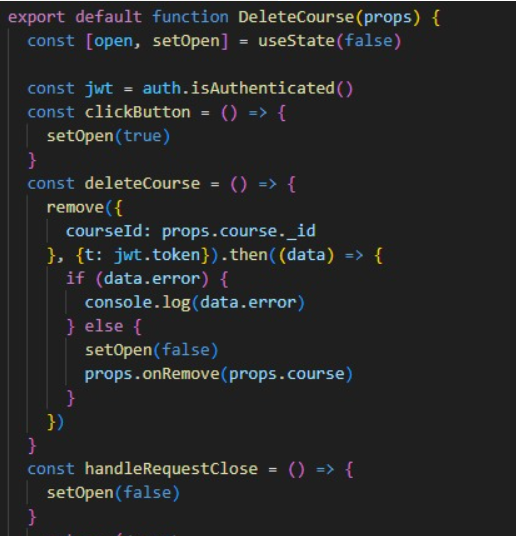 export default function DeleteCourse(props) {
const [open, setOpen] = useState(false)
const jwt = auth.isAuthenticated()
const clickButton = () => {
setOpen(true)
}
const deleteCourse = () => {
remove({
courseId: props.course._id
}, {t: jwt.token}).then((data) => {
if (data.error) {
console.log(data.error)
} else {
setOpen(false)
props.onRemove(props.course)
}
})
}
const handleRequestClose = () => {
setOpen(false)
}